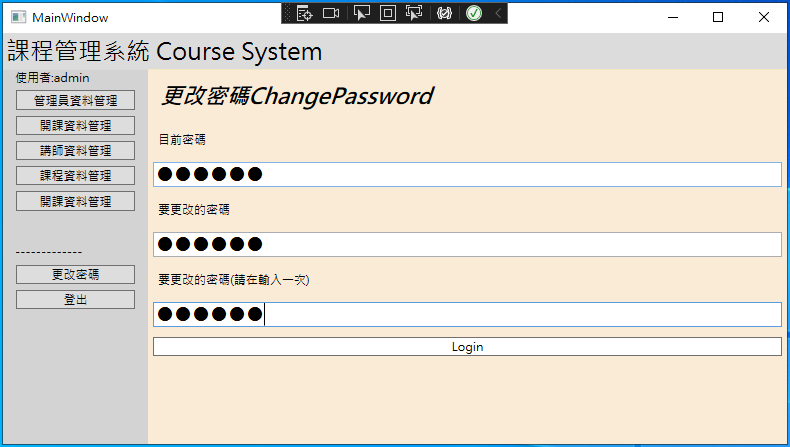 MainWindow
課程管理系統 Course System
使用者:admin
管理員資料管理
開課資料管理
講師資料管理
課程資料管理
開課資料管理
-------------
更改密碼
登出
更改密碼ChangePassword
目前密碼
要更改的密碼
要更改的密碼(請在輸入一次)
Login